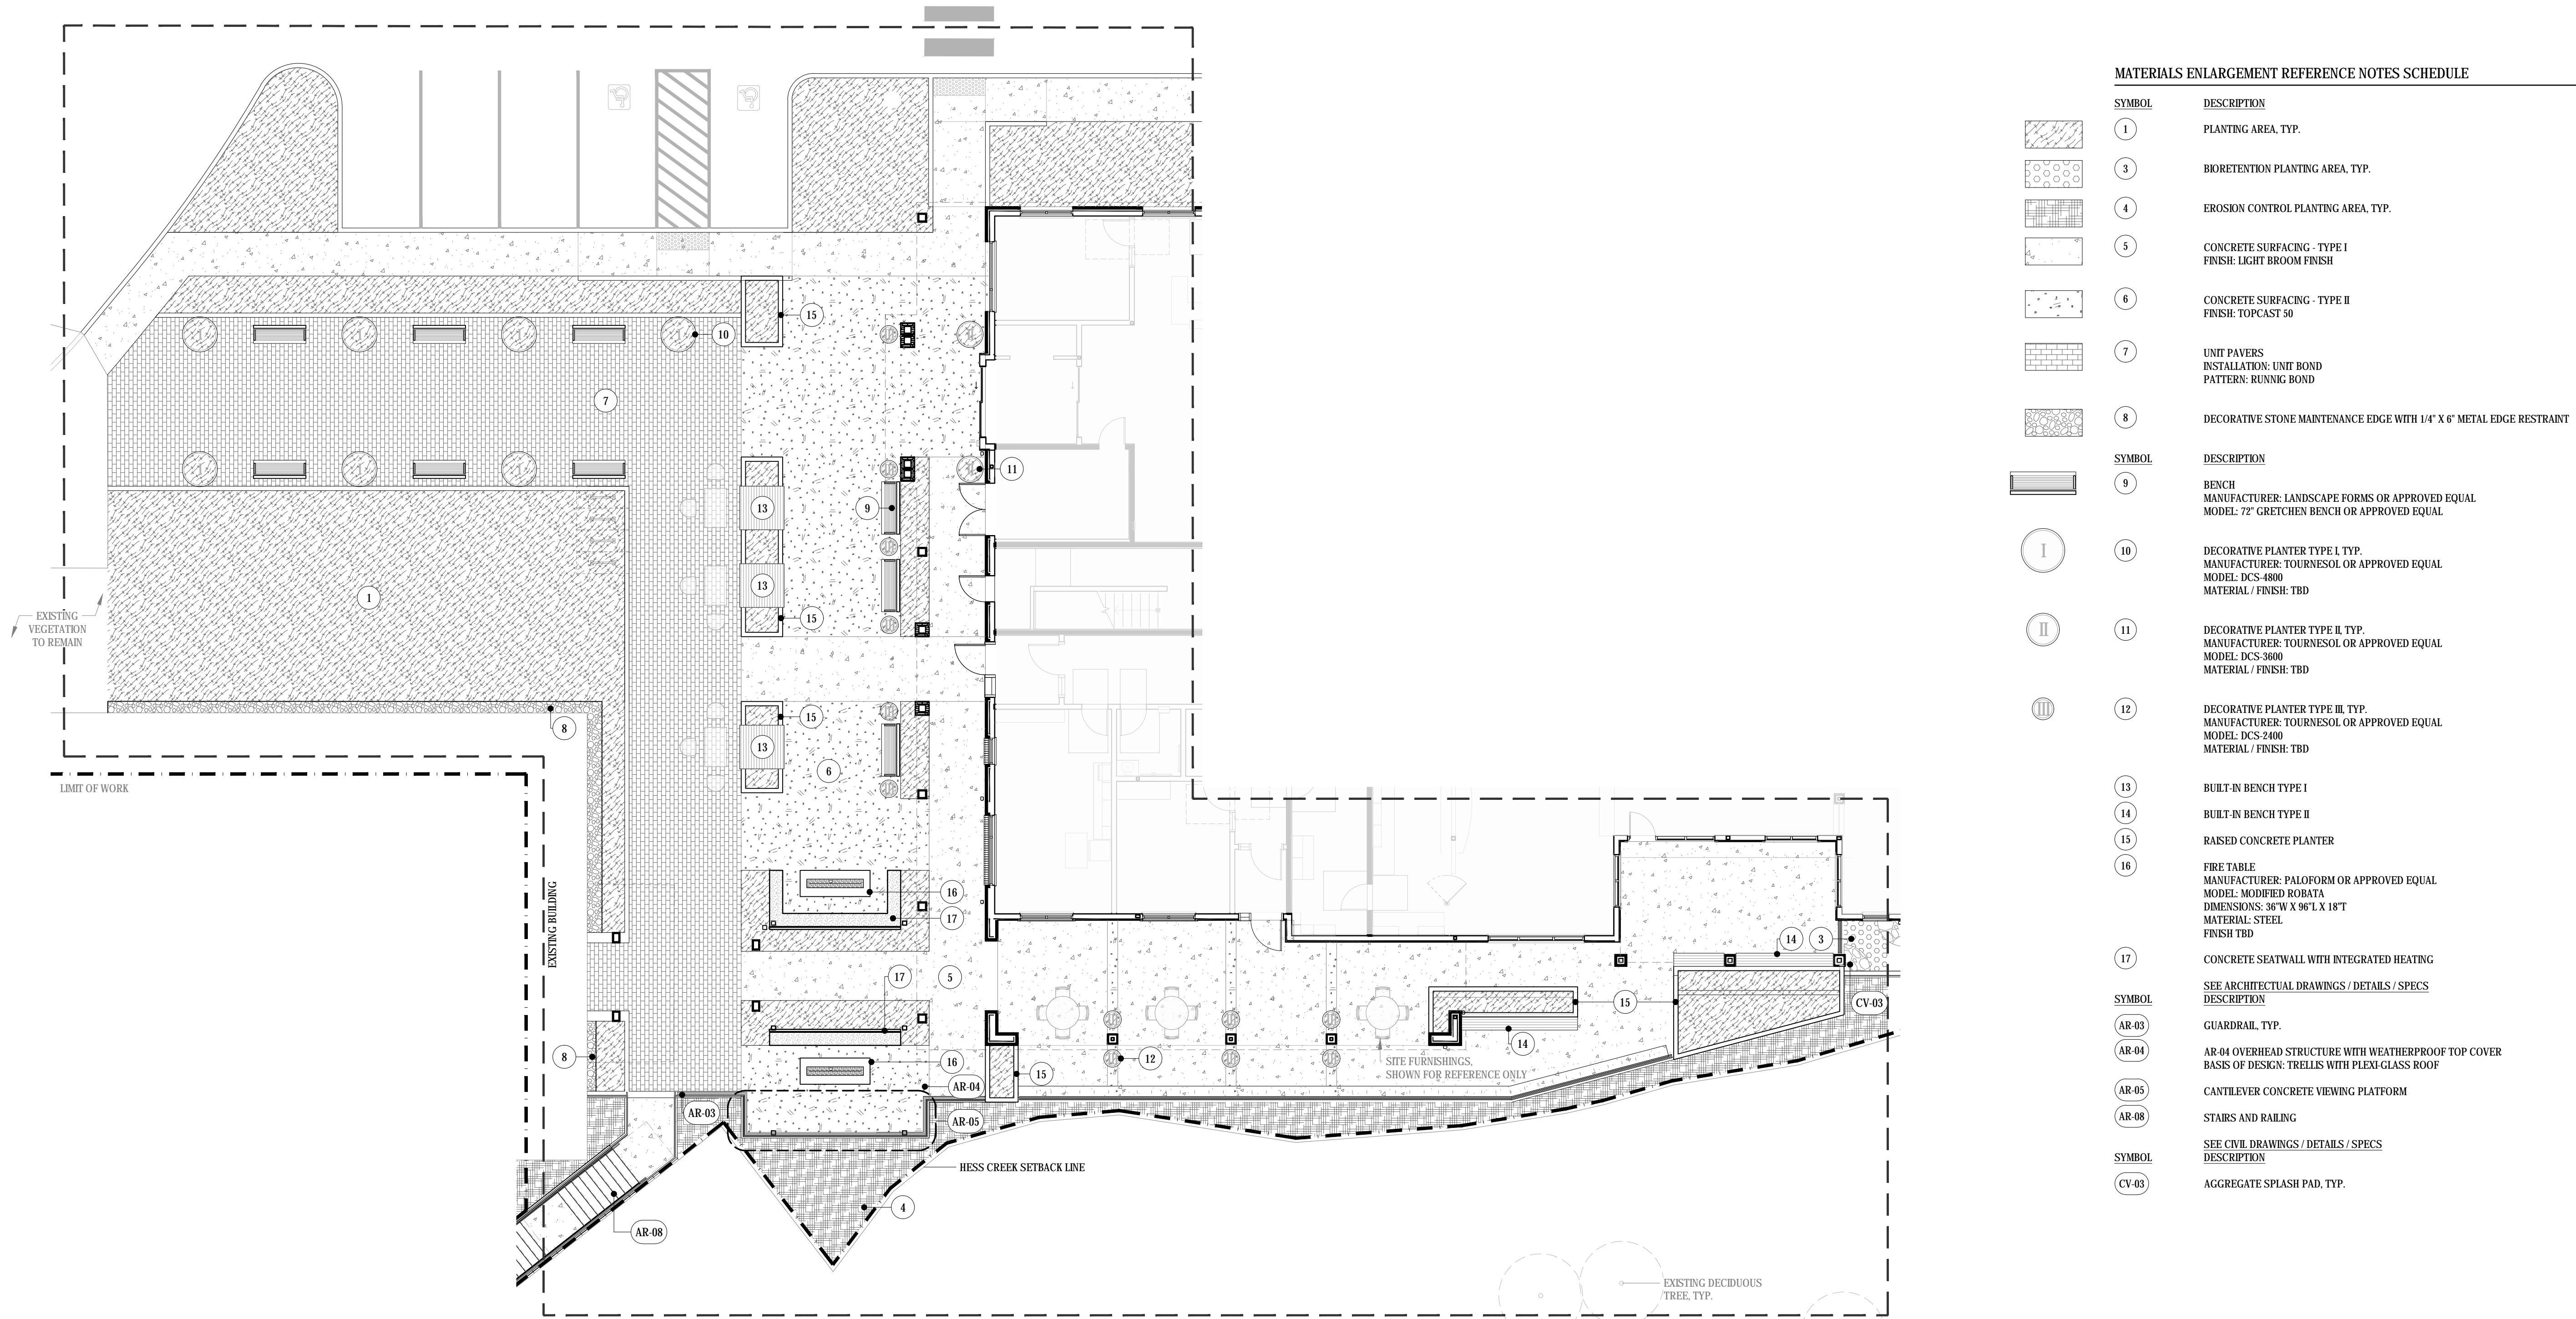 MATERIALS ENLARGEMENT REFERENCE NOTES SCHEDULE
SYMBOL DESCRIPTION
1 PLANTING AREA, TYP.
3 BIORETENTION PLANTING AREA, TYP.
4 EROSION CONTROL PLANTING AREA, TYP.
5 CONCRETE SURFACING - TYPE I
FINISH: LIGHT BROOM FINISH
6 CONCRETE SURFACING - TYPE II
FINISH: TOPCAST 50
7 UNIT PAVERS
INSTALLATION: UNIT BOND
PATTERN: RUNNIG BOND
8 DECORATIVE STONE MAINTENANCE EDGE WITH 1/4" X 6" METAL EDGE RESTRAINT
SYMBOL DESCRIPTION
9 BENCH
MANUFACTURER: LANDSCAPE FORMS OR APPROVED EQUAL
MODEL: 72" GRETCHEN BENCH OR APPROVED EQUAL
I 10 DECORATIVE PLANTER TYPE I, TYP.
MANUFACTURER: TOURNESOL OR APPROVED EQUAL
MODEL: DCS-4800
MATERIAL / FINISH: TBD
II 11 DECORATIVE PLANTER TYPE II, TYP.
MANUFACTURER: TOURNESOL OR APPROVED EQUAL
MODEL: DCS-3600
MATERIAL / FINISH: TBD
III 12 DECORATIVE PLANTER TYPE III, TYP.
MANUFACTURER: TOURNESOL OR APPROVED EQUAL
MODEL: DCS-2400
MATERIAL / FINISH: TBD
13 BUILT-IN BENCH TYPE I
14 BUILT-IN BENCH TYPE II
15 RAISED CONCRETE PLANTER
16 FIRE TABLE
MANUFACTURER: PALOFORM OR APPROVED EQUAL
MODEL: MODIFIED ROBATA
DIMENSIONS: 36"W X 96"L X 18"T
MATERIAL: STEEL
FINISH TBD
17 CONCRETE SEATWALL WITH INTEGRATED HEATING
SEE ARCHITECTUAL DRAWINGS / DETAILS / SPECS
SYMBOL DESCRIPTION
AR-03 GUARDRAIL, TYP.
AR-04 AR-04 OVERHEAD STRUCTURE WITH WEATHERPROOF TOP COVER
BASIS OF DESIGN: TRELLIS WITH PLEXI-GLASS ROOF
AR-05 CANTILEVER CONCRETE VIEWING PLATFORM
AR-08 STAIRS AND RAILING
SEE CIVIL DRAWINGS / DETAILS / SPECS
SYMBOL DESCRIPTION
CV-03 AGGREGATE SPLASH PAD, TYP.
15
10
7
11
13
9
13
1
15
EXISTING
VEGETATION
TO REMAIN
15
8
13
6
LIMIT OF WORK
EXISTING BUILDING
16
17
14
3
17
5
15
CV-03
14
8
12
16
15
SITE FURNISHINGS,
SHOWN FOR REFERENCE ONLY
AR-04
AR-03
AR-05
HESS CREEK SETBACK LINE
4
AR-08
EXISTING DECIDUOUS
TREE, TYP.